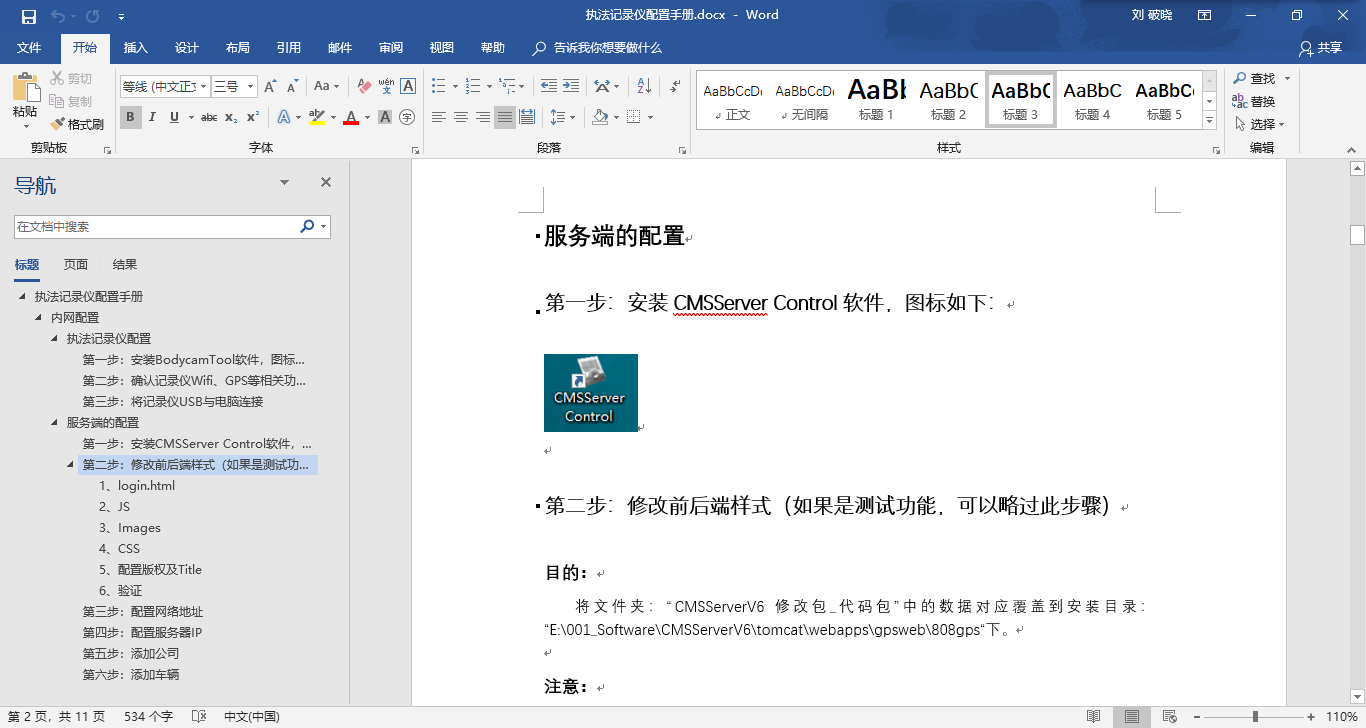 执法记录仪配置手册.docx - Word
刘 破晓
文件 开始 插入 设计 布局 引用 邮件 审阅 视图 帮助 告诉我你想要做什么 共享
粘贴
剪切
复制
格式刷
剪贴板
等线 (中文正文 三号
字体
段落
AaBbCcDc AaBbCcDc AaBb AaBbC AaBbC AaBbC AaBbC
正文 无间隔 标题 1 标题 2 标题 3 标题 4 标题 5
样式
查找
替换
选择
编辑
导航
在文档中搜索
标题 页面 结果
执法记录仪配置手册
内网配置
执法记录仪配置
第一步：安装BodycamTool软件，图标...
第二步：确认记录仪Wifi、GPS等相关功...
第三步：将记录仪USB与电脑连接
服务端的配置
第一步：安装CMSServer Control软件，...
第二步：修改前后端样式（如果是测试功...
1、login.html
2、JS
3、Images
4、CSS
5、配置版权及Title
6、验证
第三步：配置网络地址
第四步：配置服务器IP
第五步：添加公司
第六步：添加车辆
服务端的配置
第一步：安装 CMSServer Control 软件，图标如下：
CMSServer
Control
第二步：修改前后端样式（如果是测试功能，可以略过此步骤）
目的：
将文件夹：“CMSServerV6 修改包_代码包”中的数据对应覆盖到安装目录：
“E:\001_Software\CMSServerV6\tomcat\webapps\gpsweb\808gps“下。
注意：
第 2 页，共 11 页 534 个字 中文(中国) 110%